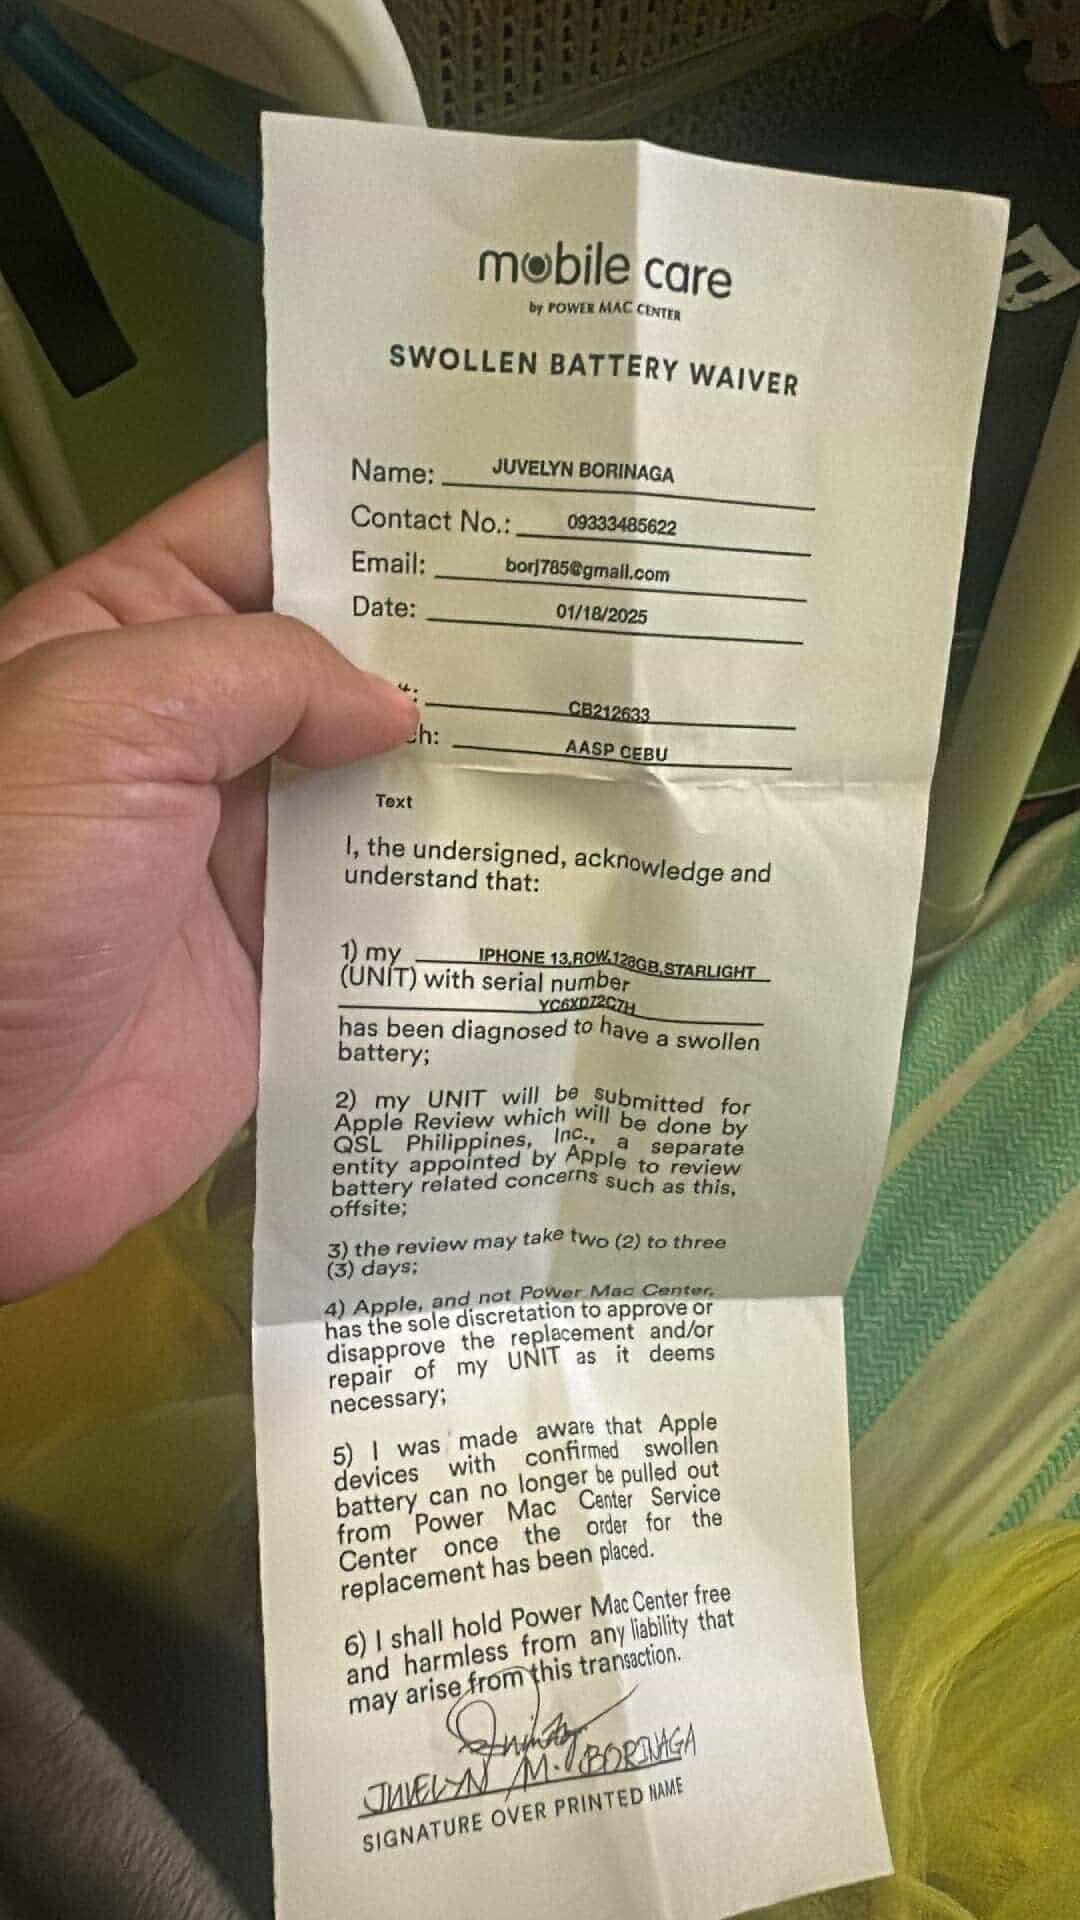 mobile care
by POWER MAC CENTER
SWOLLEN BATTERY WAIVER
Name: JUVELYN BORINAGA
Contact No.: 09333485622
Email: borj785@gmail.com
Date: 01/18/2025
#: CB212633
ch: AASP CEBU
Text
I, the undersigned, acknowledge and
understand that:
1) my IPHONE 13,ROW,128GB,STARLIGHT
(UNIT) with serial number
YC6XD72C7H
has been diagnosed to have a swollen
battery;
2) my UNIT will be submitted for
Apple Review which will be done by
QSL Philippines, Inc., a separate
entity appointed by Apple to review
battery related concerns such as this,
offsite;
3) the review may take two (2) to three
(3) days;
4) Apple, and not Power Mac Center,
has the sole discretion to approve or
disapprove the replacement and/or
repair of my UNIT as it deems
necessary;
5) I was made aware that Apple
devices with confirmed swollen
battery can no longer be pulled out
from Power Mac Center Service
Center once the order for the
replacement has been placed.
6) I shall hold Power Mac Center free
and harmless from any liability that
may arise from this transaction.
JUVELYN M. BORINAGA
SIGNATURE OVER PRINTED NAME